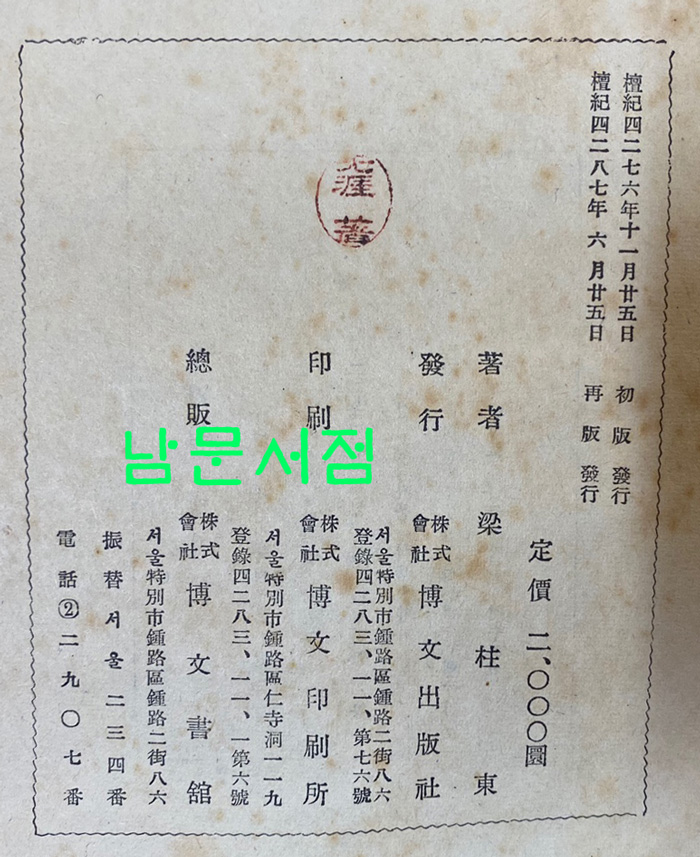 檀紀四二七六年十一月廿五日 初版 發行
檀紀四二八七年 六 月廿五日 再版 發行
定價 二、〇〇〇圜
著者 梁柱東
發行 株式會社 博文出版社
서울特別市鍾路區鍾路二街八六
登錄四二八三、一一、第七六號
印刷 株式會社 博文印刷所
서울特別市鍾路區仁寺洞一一九
登錄四二八三、一一、一第六號
總販 株式會社 博文書舘
서울特別市鍾路區鍾路二街八六
振替서울二三四番
電話②二九〇七番
남문서점